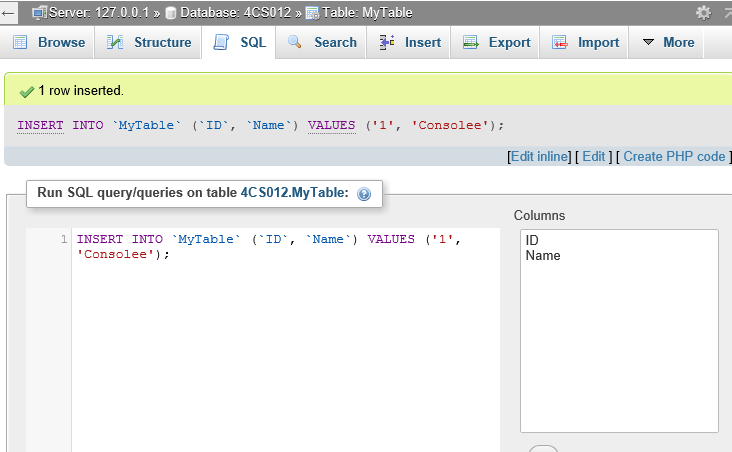 Server: 127.0.0.1 » Database: 4CS012 » Table: MyTable
Browse Structure SQL Search Insert Export Import More
1 row inserted.
INSERT INTO `MyTable` (`ID`, `Name`) VALUES ('1', 'Consolee');
[Edit inline] [ Edit ] [ Create PHP code ]
Run SQL query/queries on table 4CS012.MyTable:
Columns
1 INSERT INTO `MyTable` (`ID`, `Name`) VALUES ('1',
'Consolee');
ID
Name